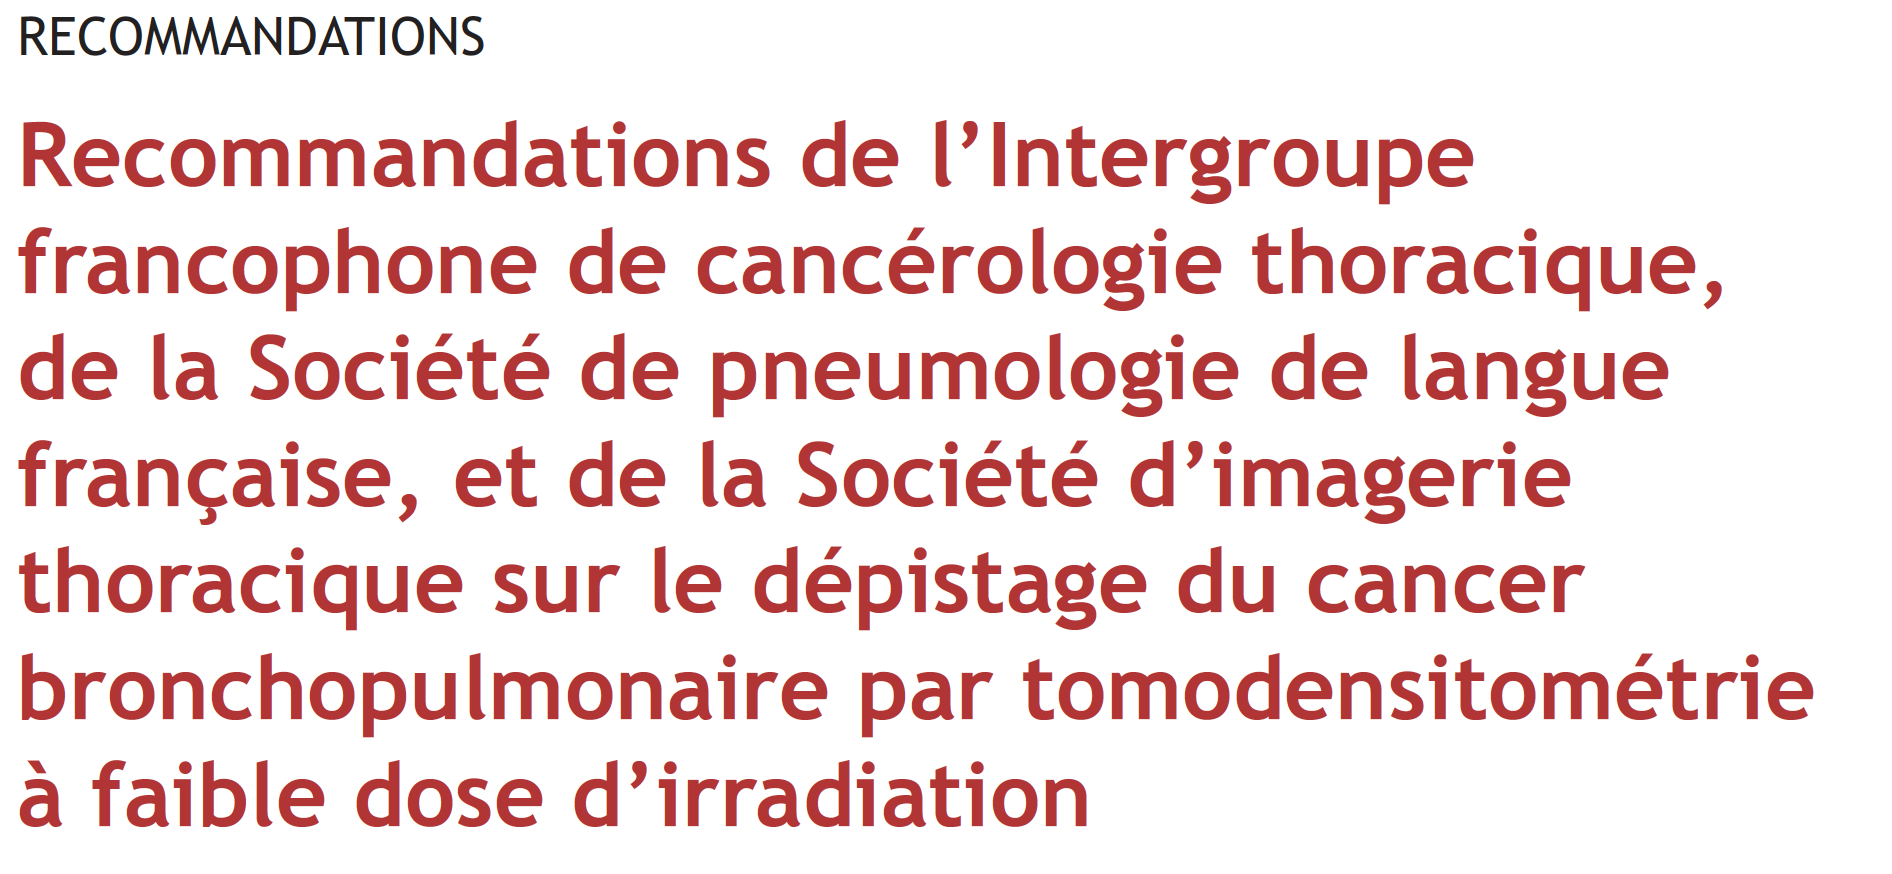 RECOMMANDATIONS
Recommandations de l’Intergroupe
francophone de cancérologie thoracique,
de la Société de pneumologie de langue
française, et de la Société d’imagerie
thoracique sur le dépistage du cancer
bronchopulmonaire par tomodensitométrie
à faible dose d’irradiation